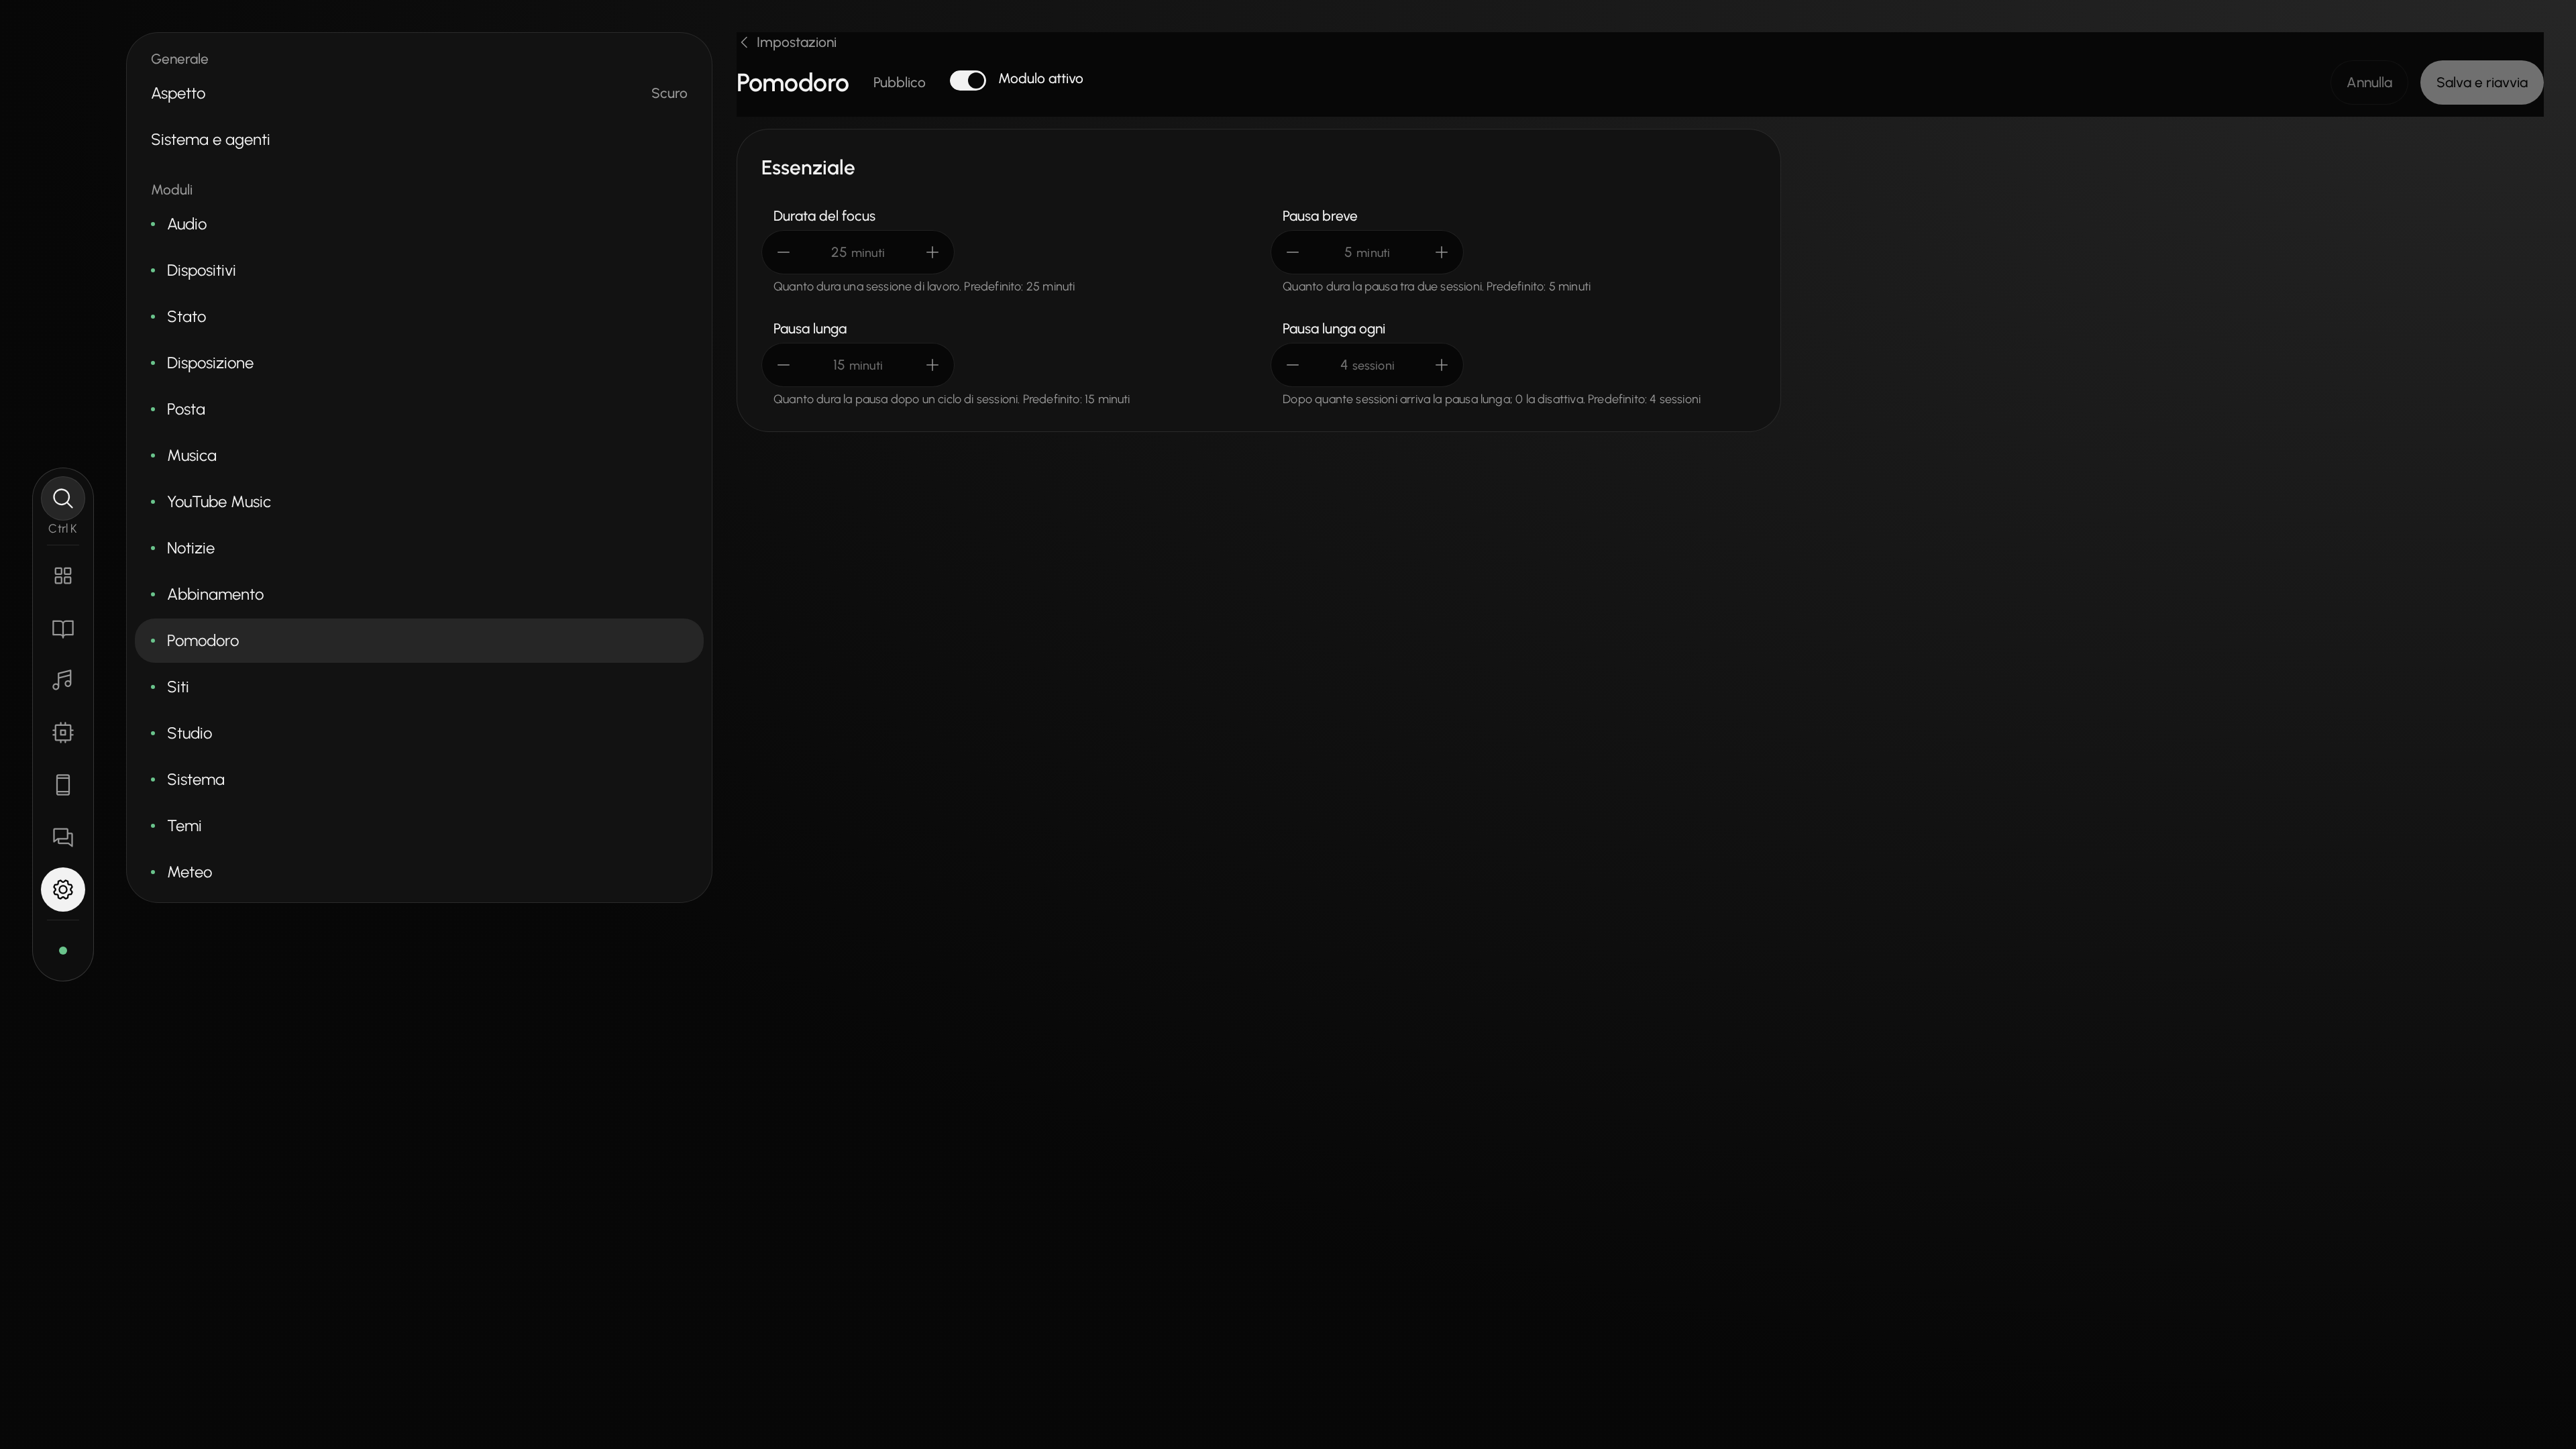 Generale
Aspetto
Scuro
Sistema e agenti
Moduli
Audio
Dispositivi
Stato
Disposizione
Posta
Musica
YouTube Music
Notizie
Abbinamento
Pomodoro
Siti
Studio
Sistema
Temi
Meteo
Ctrl K
Impostazioni
Pomodoro
Pubblico
Modulo attivo
Annulla
Salva e riavvia
Essenziale
Durata del focus
25 minuti
Quanto dura una sessione di lavoro. Predefinito: 25 minuti
Pausa breve
5 minuti
Quanto dura la pausa tra due sessioni. Predefinito: 5 minuti
Pausa lunga
15 minuti
Quanto dura la pausa dopo un ciclo di sessioni. Predefinito: 15 minuti
Pausa lunga ogni
4 sessioni
Dopo quante sessioni arriva la pausa lunga; 0 la disattiva. Predefinito: 4 sessioni